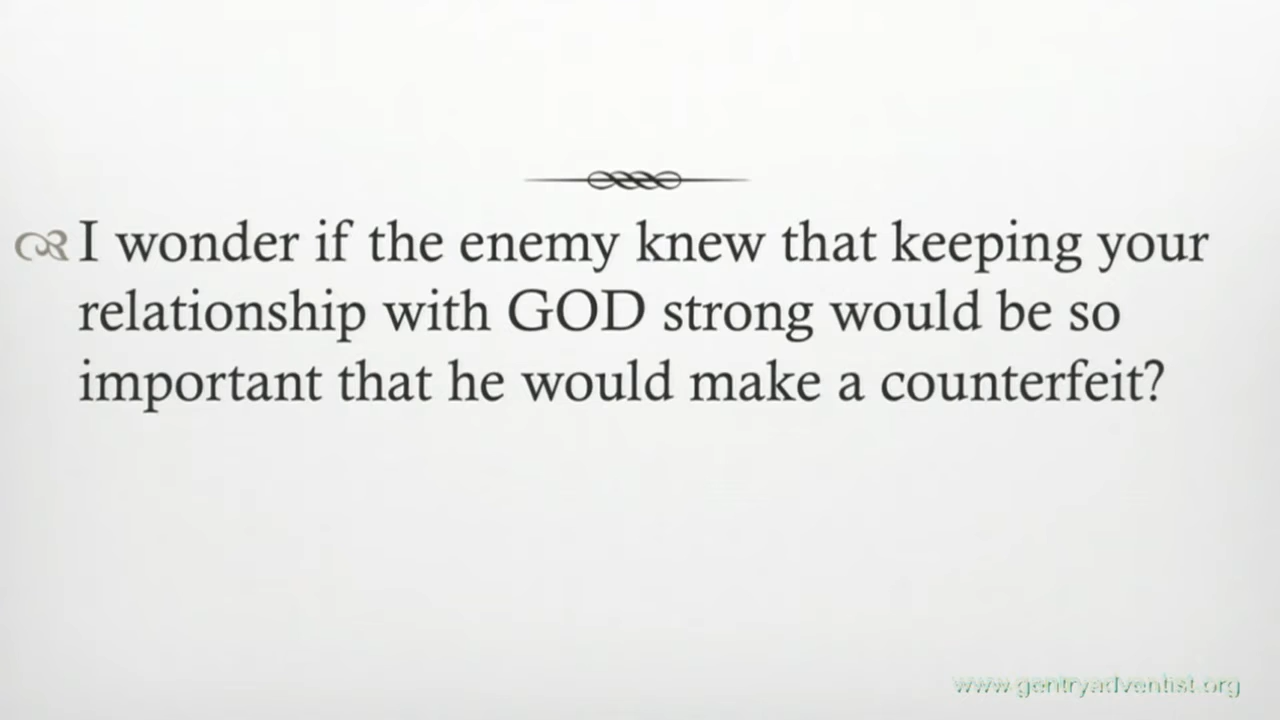 I wonder if the enemy knew that keeping your
relationship with GOD strong would be so
important that he would make a counterfeit?
www.gentryadventist.org